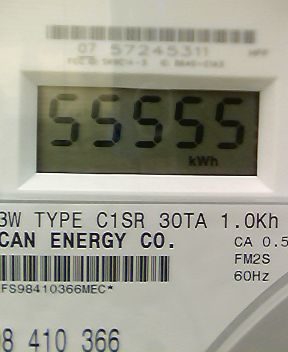 07 57245311
55555
kWh
3W TYPE C1SR 30TA 1.0Kh
CAN ENERGY CO.
CA 0.5
FM2S
60Hz
FS98410366MEC*
98 410 366